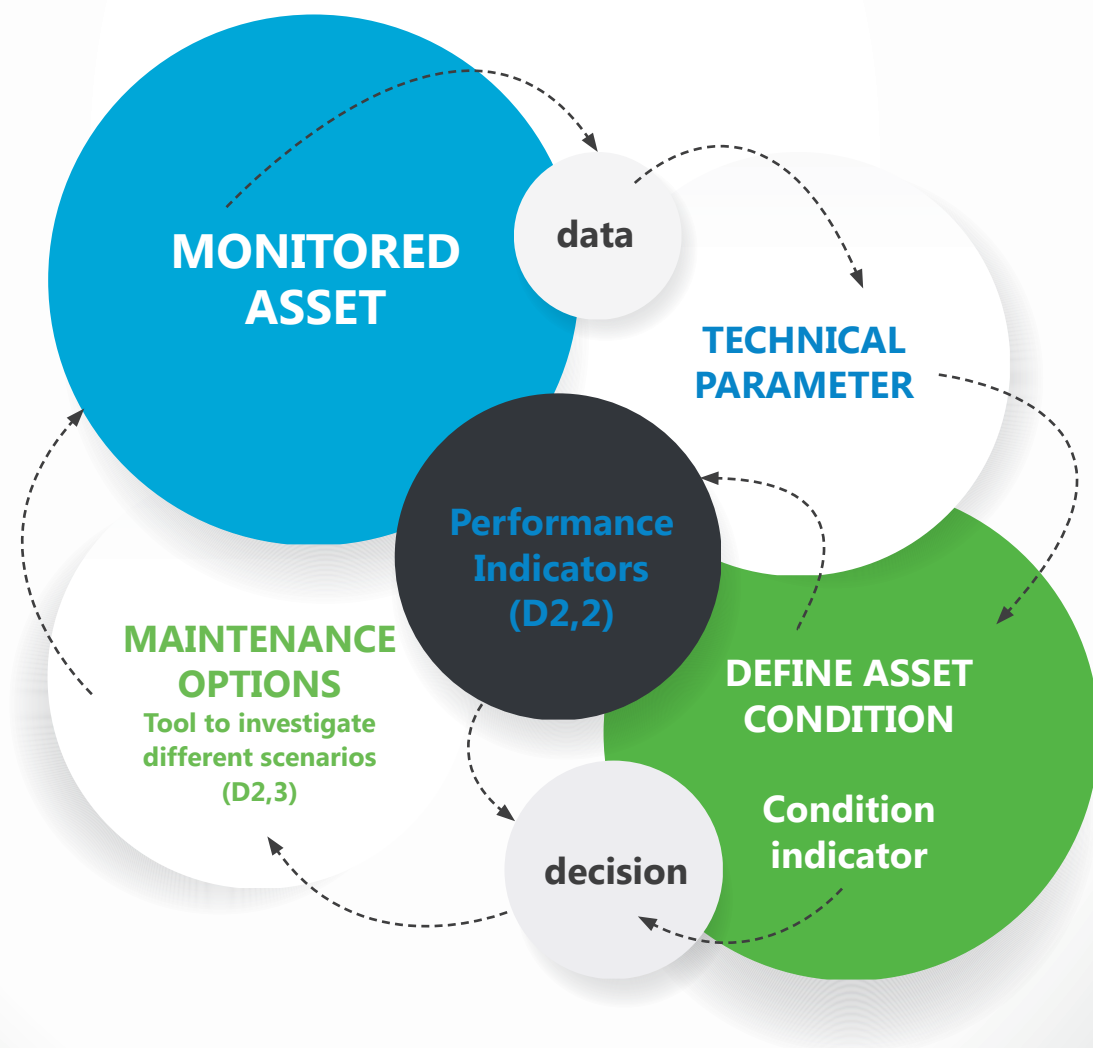 MONITORED
ASSET
data
TECHNICAL
PARAMETER
Performance
Indicators
(D2,2)
MAINTENANCE
OPTIONS
Tool to investigate
different scenarios
(D2,3)
DEFINE ASSET
CONDITION
Condition
indicator
decision